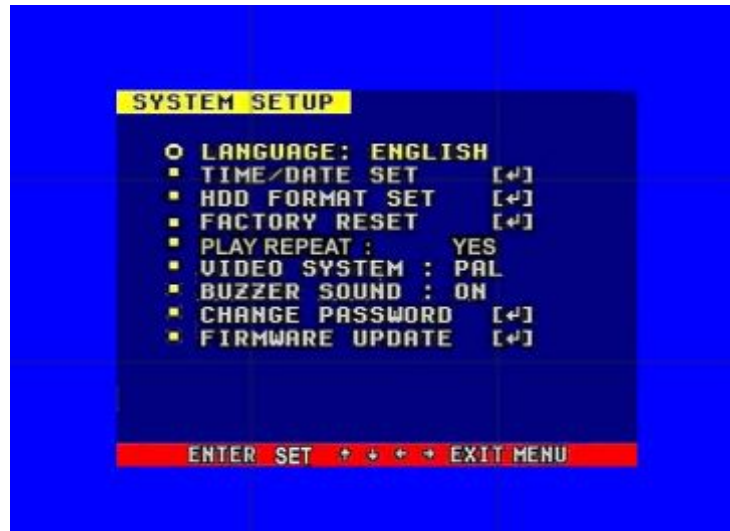 SYSTEM SETUP
LANGUAGE: ENGLISH
TIME/DATE SET [↵]
HDD FORMAT SET [↵]
FACTORY RESET [↵]
PLAY REPEAT : YES
VIDEO SYSTEM : PAL
BUZZER SOUND : ON
CHANGE PASSWORD [↵]
FIRMWARE UPDATE [↵]
ENTER SET ↑ ↓ ← → EXIT MENU